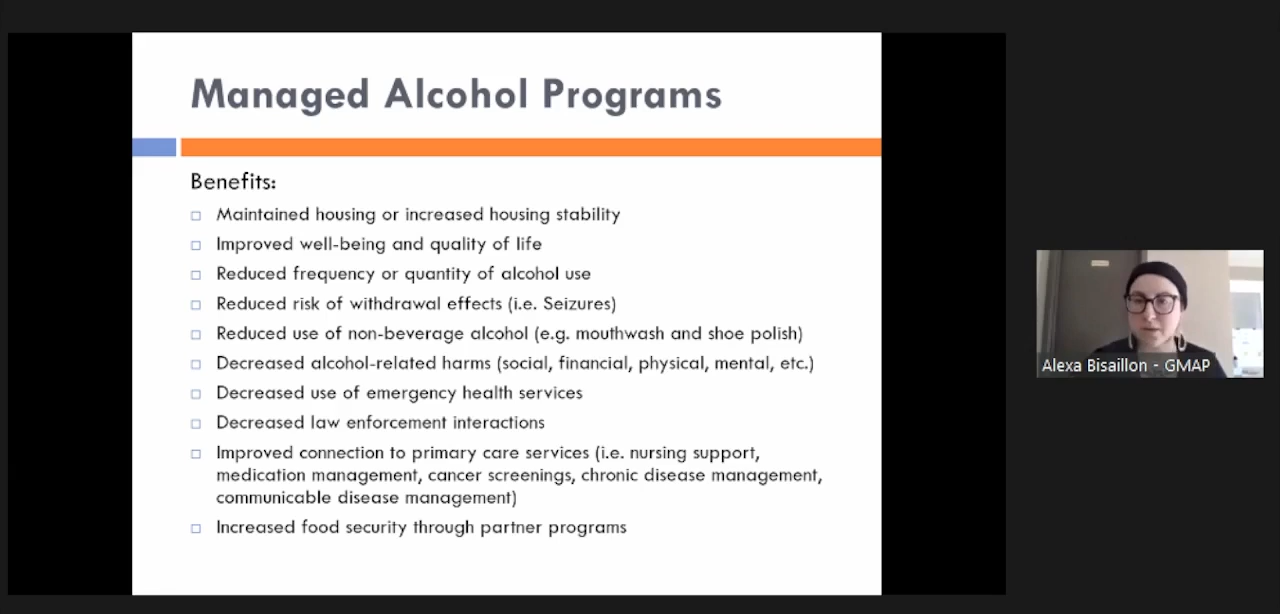 Managed Alcohol Programs
Benefits:
Maintained housing or increased housing stability
Improved well-being and quality of life
Reduced frequency or quantity of alcohol use
Reduced risk of withdrawal effects (i.e. Seizures)
Reduced use of non-beverage alcohol (e.g. mouthwash and shoe polish)
Decreased alcohol-related harms (social, financial, physical, mental, etc.)
Decreased use of emergency health services
Decreased law enforcement interactions
Improved connection to primary care services (i.e. nursing support,
medication management, cancer screenings, chronic disease management,
communicable disease management)
Increased food security through partner programs
Alexa Bisaillon - GMAP